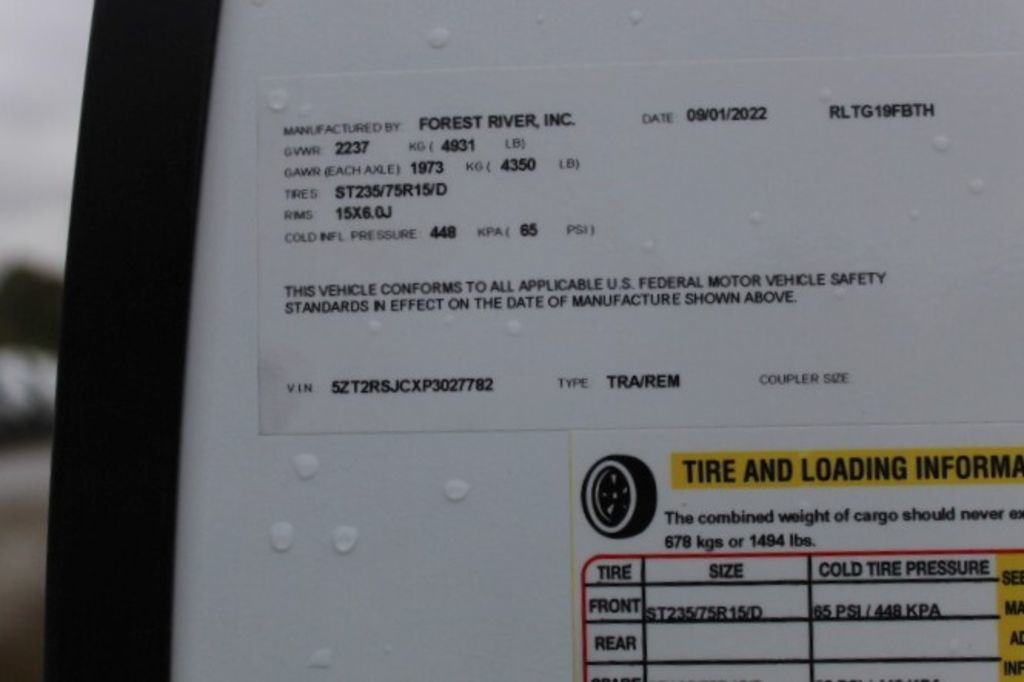 MANUFACTURED BY: FOREST RIVER, INC. DATE: 09/01/2022 RLTG19FBTH
GVWR: 2237 KG ( 4931 LB)
GAWR (EACH AXLE): 1973 KG ( 4350 LB)
TIRES: ST235/75R15/D
RIMS: 15X6.0J
COLD INFL. PRESSURE: 448 KPA ( 65 PSI )
THIS VEHICLE CONFORMS TO ALL APPLICABLE U.S. FEDERAL MOTOR VEHICLE SAFETY
STANDARDS IN EFFECT ON THE DATE OF MANUFACTURE SHOWN ABOVE.
V.I.N. 5ZT2RSJCXP3027782 TYPE: TRA/REM COUPLER SIZE:
TIRE AND LOADING INFORMA
The combined weight of cargo should never ex
678 kgs or 1494 lbs.
TIRE SIZE COLD TIRE PRESSURE SEE
FRONT ST235/75R15/D 65 PSI / 448 KPA MA
REAR AD
INF